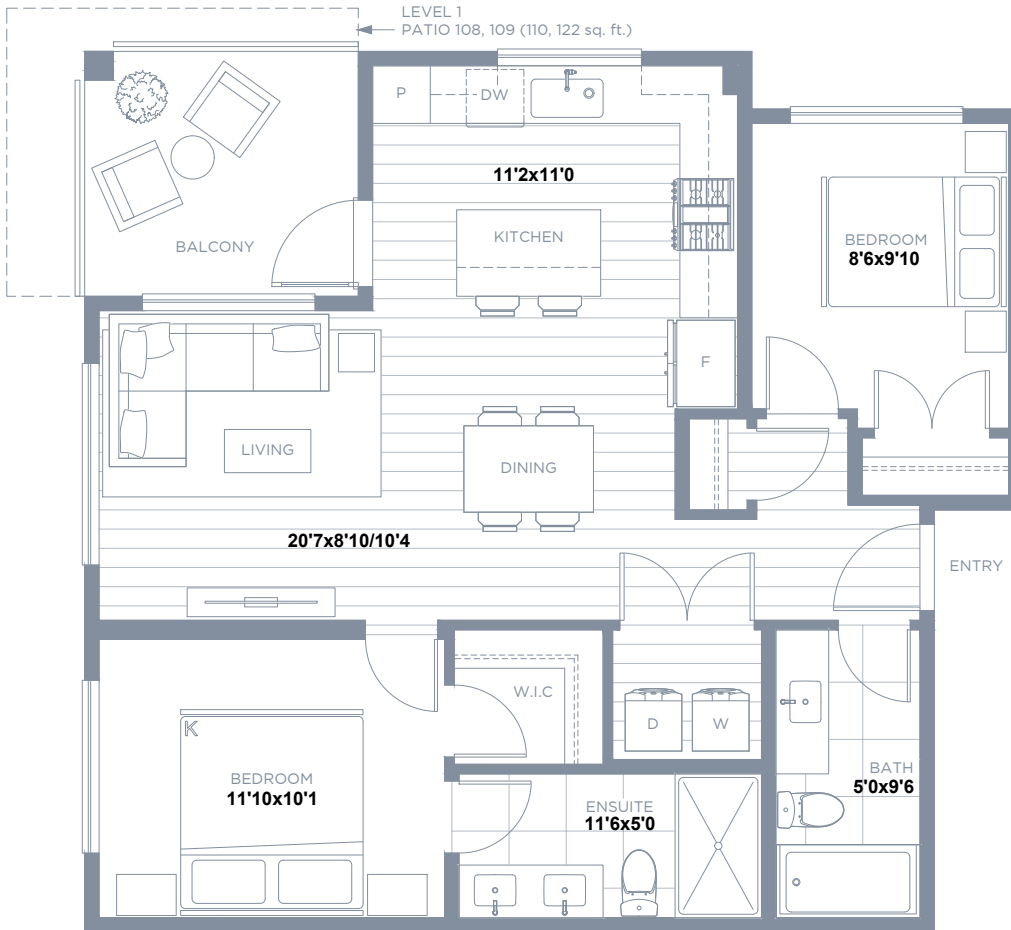 LEVEL 1
PATIO 108, 109 (110, 122 sq. ft.)
P
DW
11'2x11'0
KITCHEN
BALCONY
BEDROOM
8'6x9'10
F
LIVING
DINING
20'7x8'10/10'4
ENTRY
W.I.C
D
W
K
BEDROOM
11'10x10'1
ENSUITE
11'6x5'0
BATH
5'0x9'6